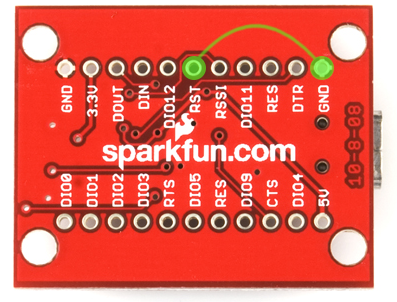 GND 3.3V DOUT DIN DIO12 RST RSSI DIO11 RES DTR GND
sparkfun.com
10-8-08
DIO0 DIO1 DIO2 DIO3 RTS DIO5 RES DIO9 CTS DIO4 5V